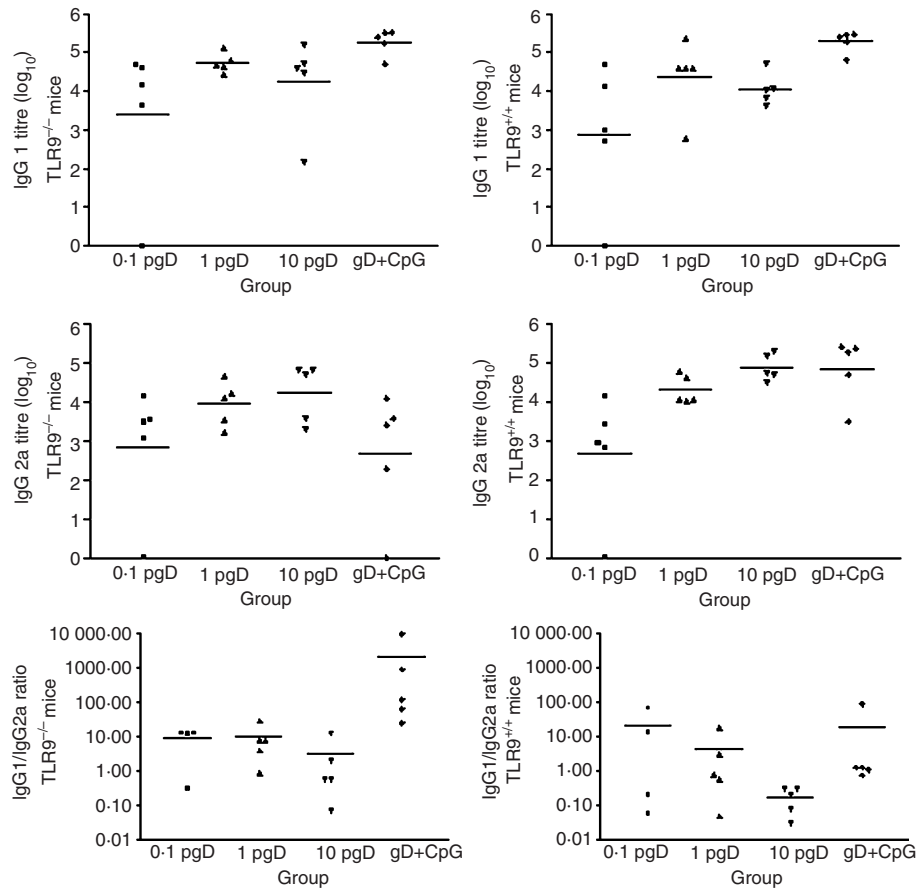 IgG 1 titre (log10)
TLR9–/– mice
6
5
4
3
2
1
0
0·1 pgD 1 pgD 10 pgD gD+CpG
Group
IgG 1 titre (log10)
TLR9+/+ mice
6
5
4
3
2
1
0
0·1 pgD 1 pgD 10 pgD gD+CpG
Group
IgG 2a titre (log10)
TLR9–/– mice
6
5
4
3
2
1
0
0·1 pgD 1 pgD 10 pgD gD+CpG
Group
IgG 2a titre (log10)
TLR9+/+ mice
6
5
4
3
2
1
0
0·1 pgD 1 pgD 10 pgD gD+CpG
Group
IgG1/IgG2a ratio
TLR9–/– mice
10 000·00
1000·00
100·00
10·00
1·00
0·10
0·01
0·1 pgD 1 pgD 10 pgD gD+CpG
Group
IgG1/IgG2a ratio
TLR9+/+ mice
10 000·00
1000·00
100·00
10·00
1·00
0·10
0·01
0·1 pgD 1 pgD 10 pgD gD+CpG
Group